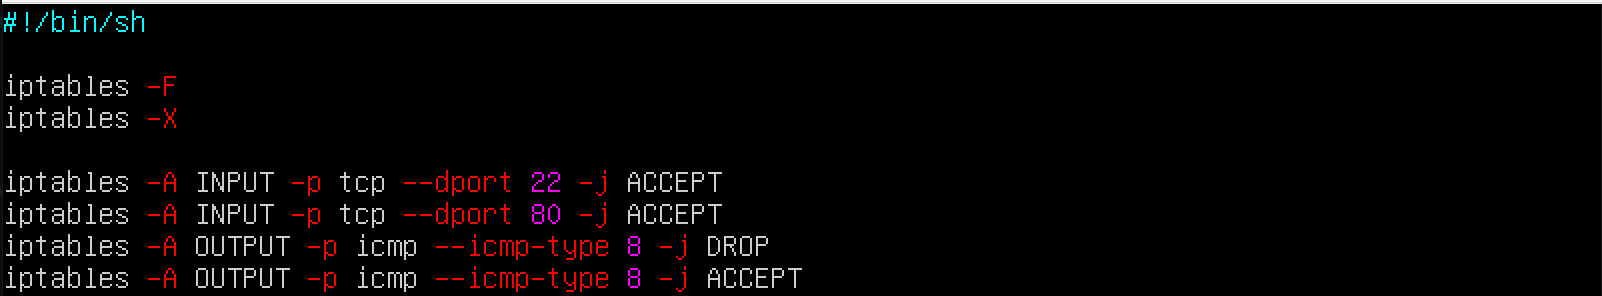 #!/bin/sh
iptables -F
iptables -X
iptables -A INPUT -p tcp --dport 22 -j ACCEPT
iptables -A INPUT -p tcp --dport 80 -j ACCEPT
iptables -A OUTPUT -p icmp --icmp-type 8 -j DROP
iptables -A OUTPUT -p icmp --icmp-type 8 -j ACCEPT